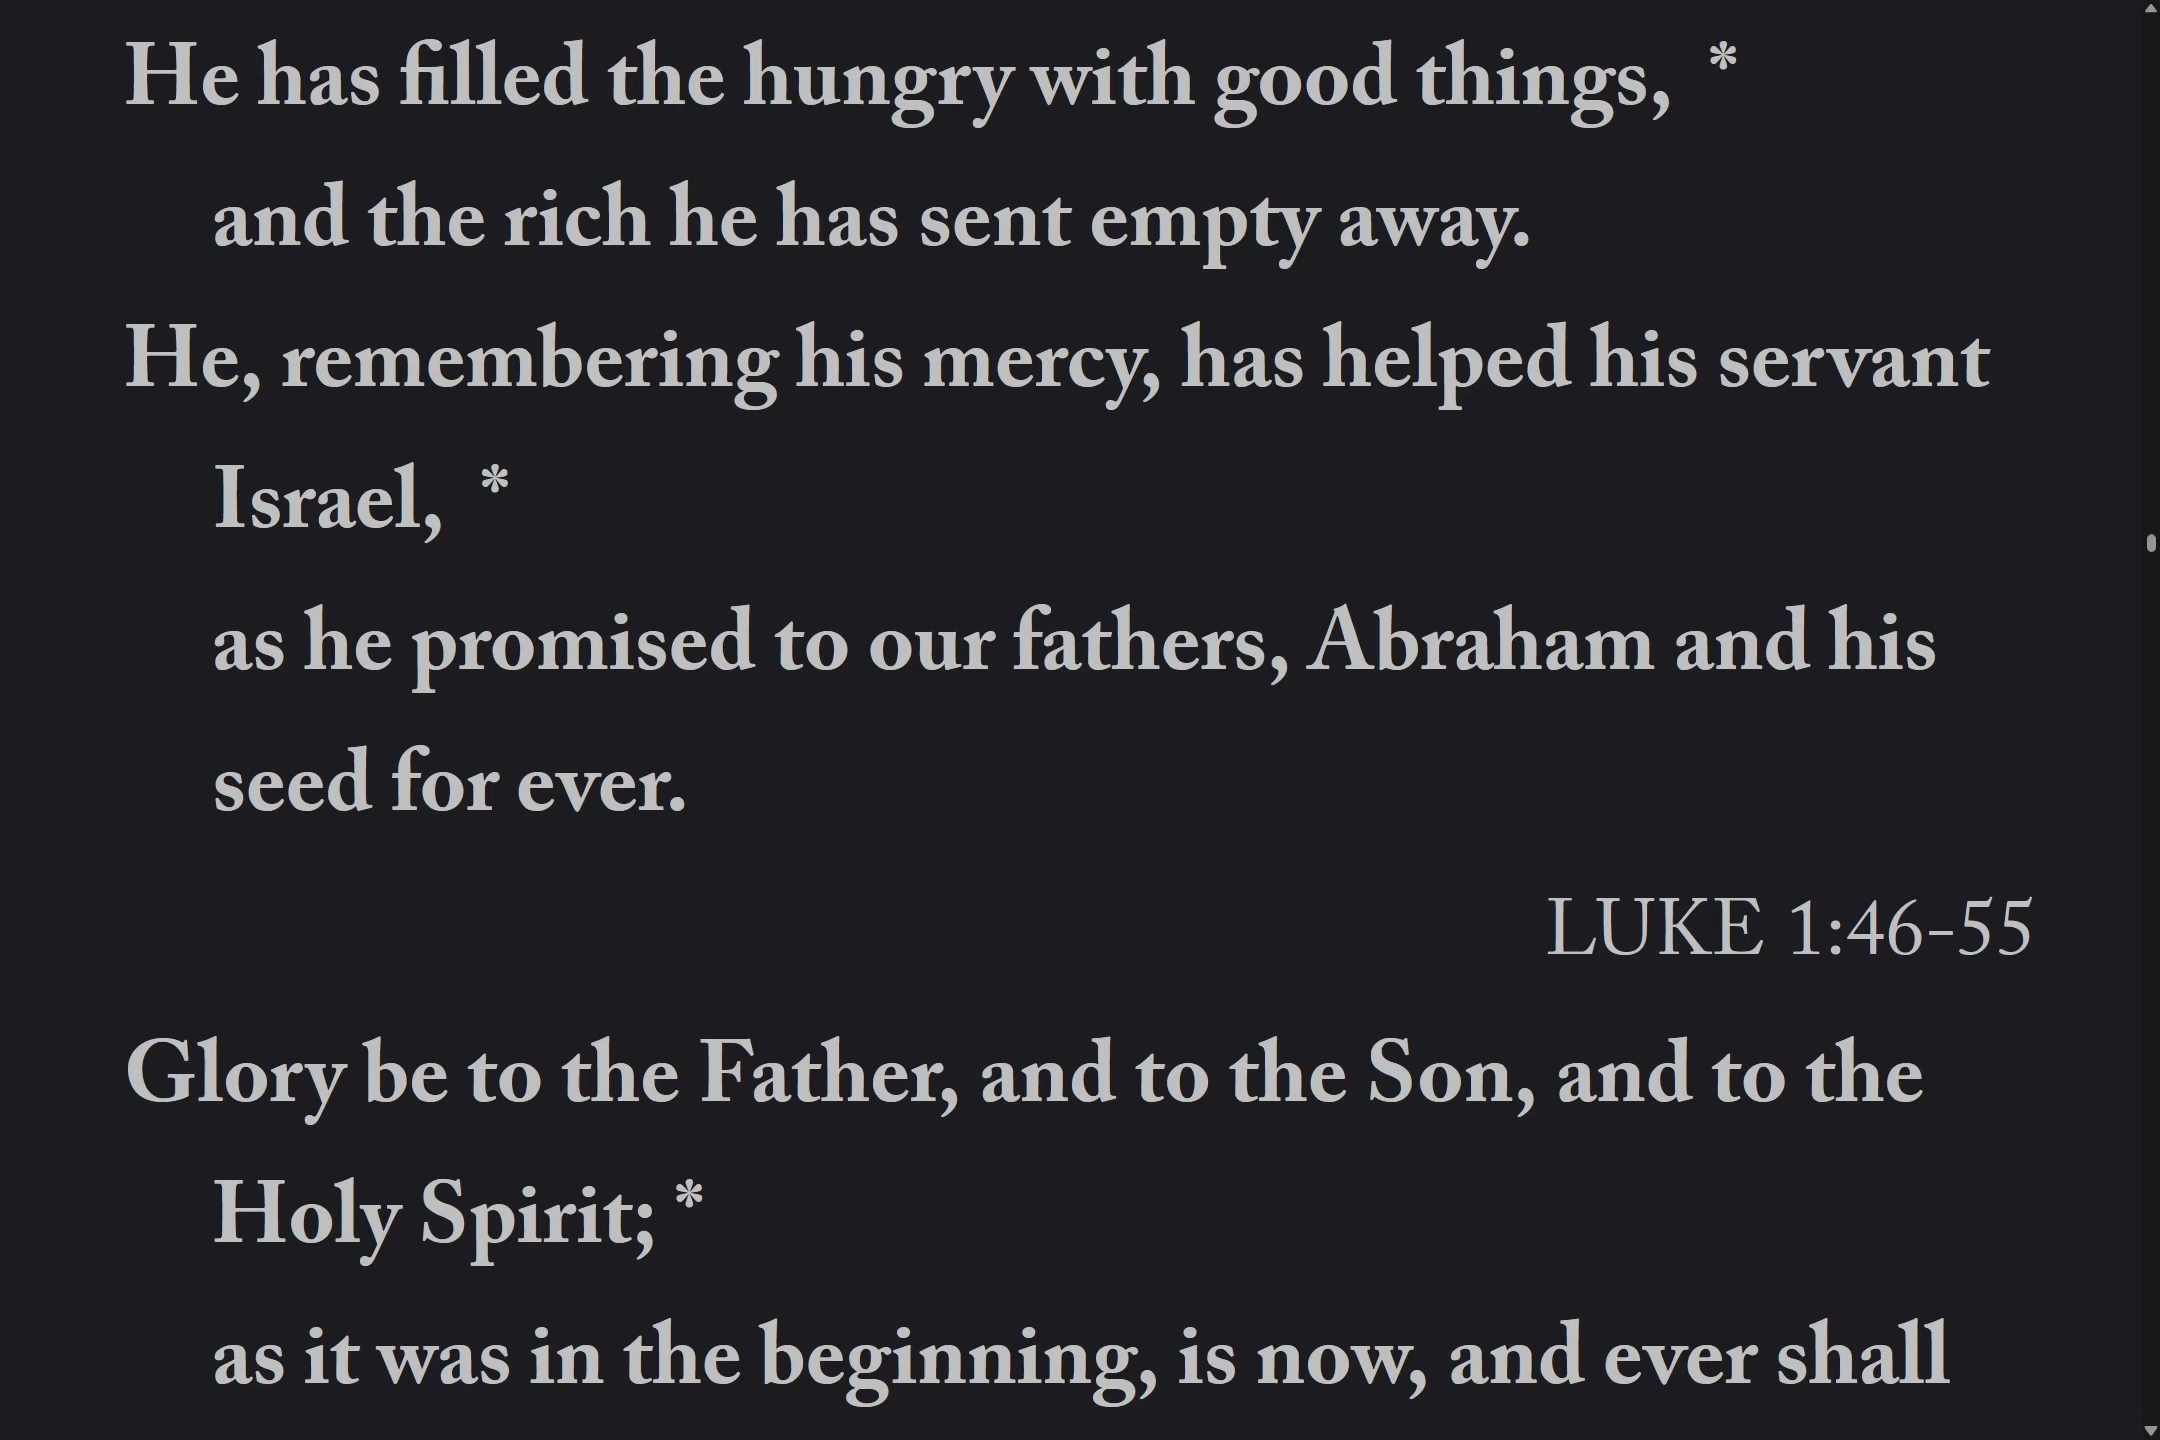 He has filled the hungry with good things, *
and the rich he has sent empty away.
He, remembering his mercy, has helped his servant
Israel, *
as he promised to our fathers, Abraham and his
seed for ever.
LUKE 1:46-55
Glory be to the Father, and to the Son, and to the
Holy Spirit; *
as it was in the beginning, is now, and ever shall